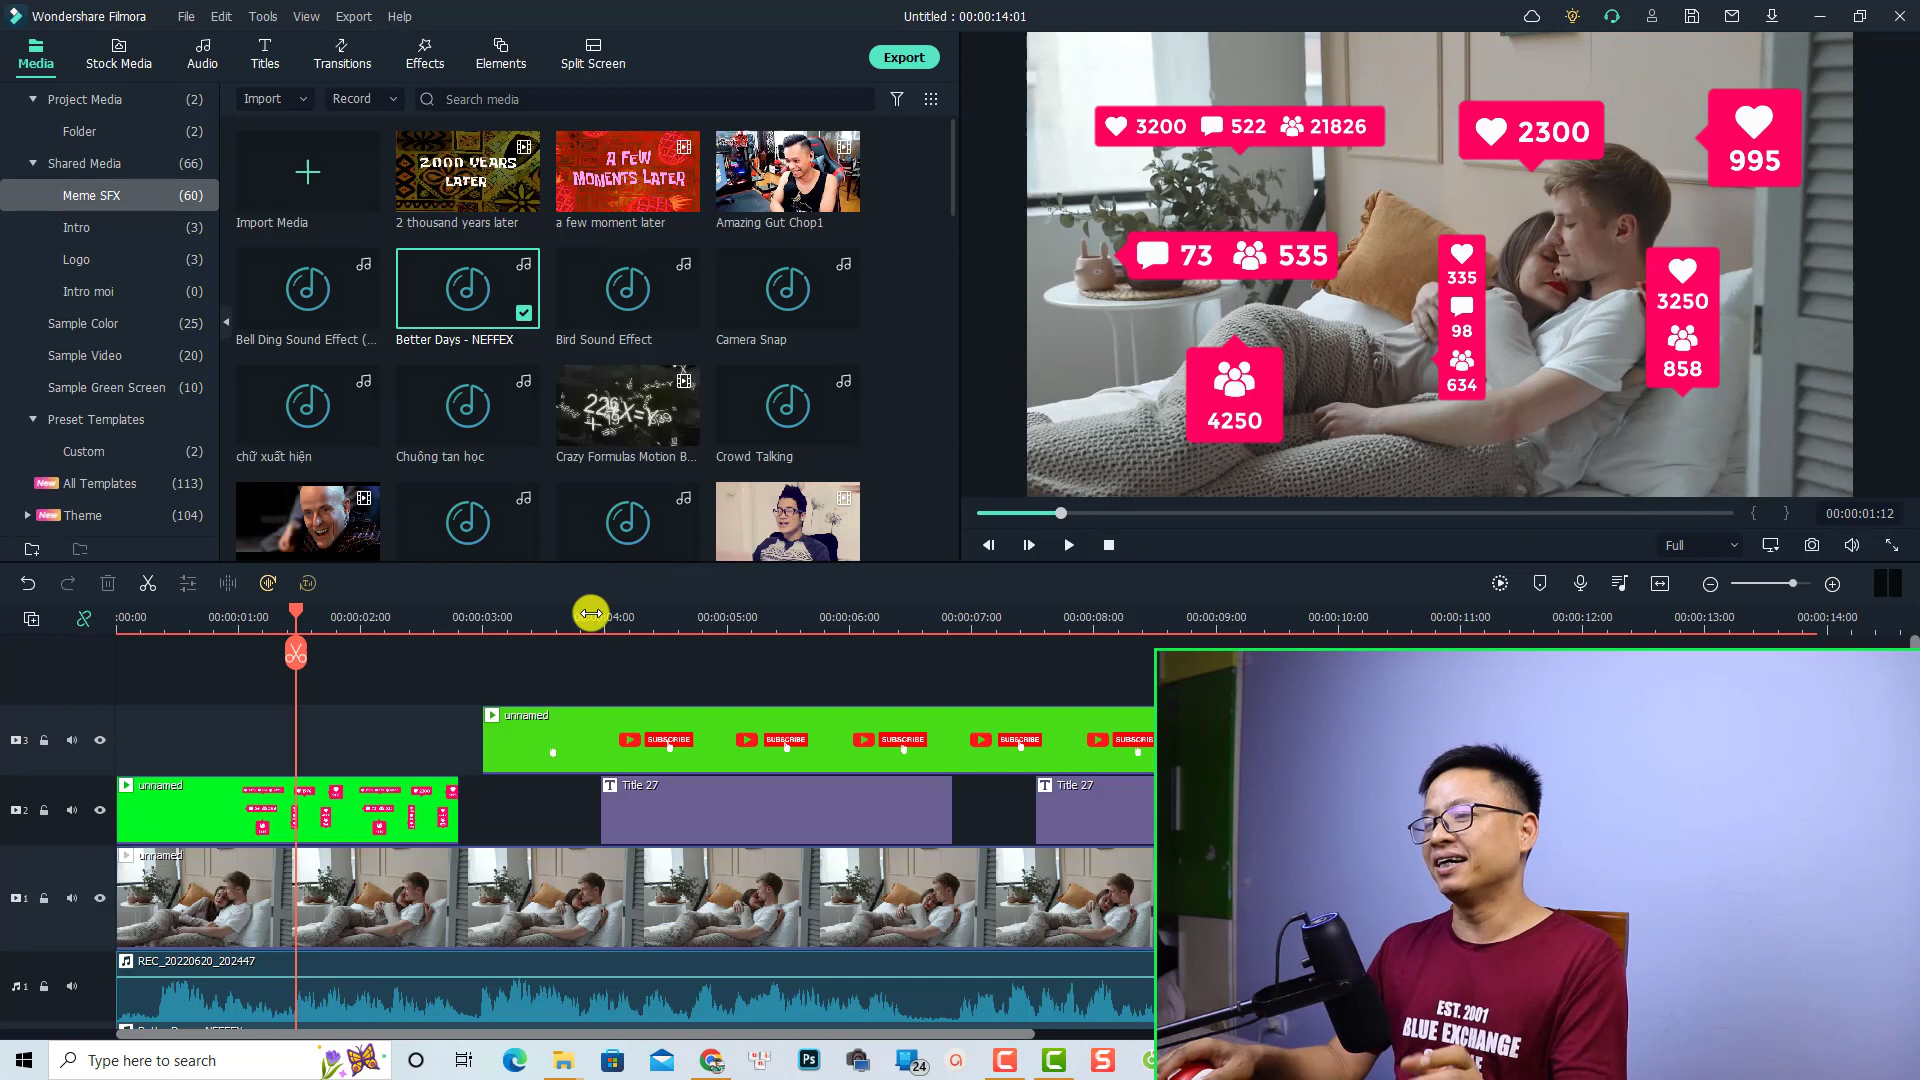 Wondershare Filmora File Edit Tools View Export Help Untitled : 00:00:14:01
Media Stock Media Audio Titles Transitions Effects Elements Split Screen Export
Project Media (2)
Folder (2)
Shared Media (66)
Meme SFX (60)
Intro (3)
Logo (3)
Intro moi (0)
Sample Color (25)
Sample Video (20)
Sample Green Screen (10)
Preset Templates
Custom (2)
New All Templates (113)
New Theme (104)
Import Record Search media
2000 YEARS LATER
A FEW MOMENTS LATER
Import Media 2 thousand years later a few moment later Amazing Gut Chop1
Bell Ding Sound Effect (... Better Days - NEFFEX Bird Sound Effect Camera Snap
chữ xuất hiện Chuông tan học Crazy Formulas Motion B... Crowd Talking
3200 522 21826
2300
995
73 535
335
98
634
3250
858
4250
{ } 00:00:01:12
Full
:00:00 00:00:01:00 00:00:02:00 00:00:03:00 00:00:04:00 00:00:05:00 00:00:06:00 00:00:07:00 00:00:08:00 00:00:09:00 00:00:10:00 00:00:11:00 00:00:12:00 00:00:13:00 00:00:14:00
3
unnamed
SUBSCRIBE SUBSCRIBE SUBSCRIBE SUBSCRIBE
2
unnamed
T Title 27
T Title 27
1
unnamed
1
REC_20220620_202447
Type here to search
Ps
24
C
C
S
EST. 2001
BLUE EXCHANGE